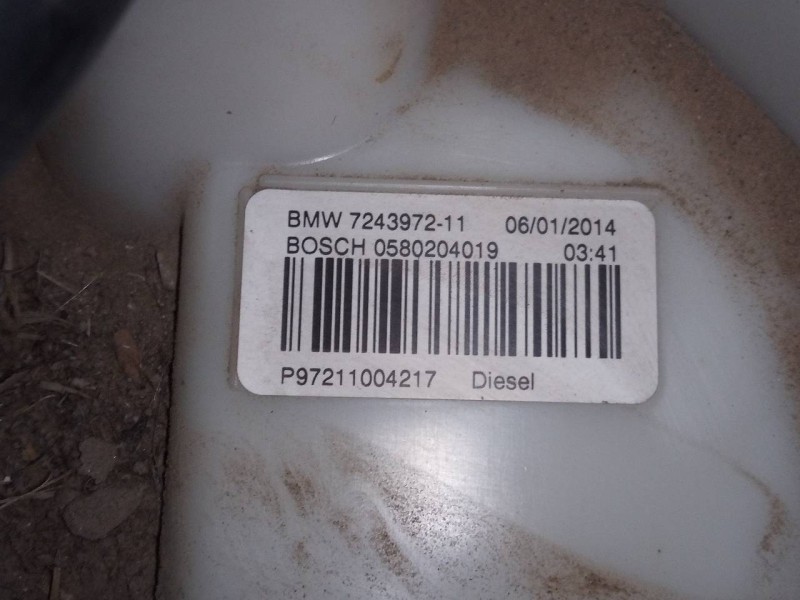 BMW 7243972-11 06/01/2014
BOSCH 0580204019 03:41
P97211004217 Diesel